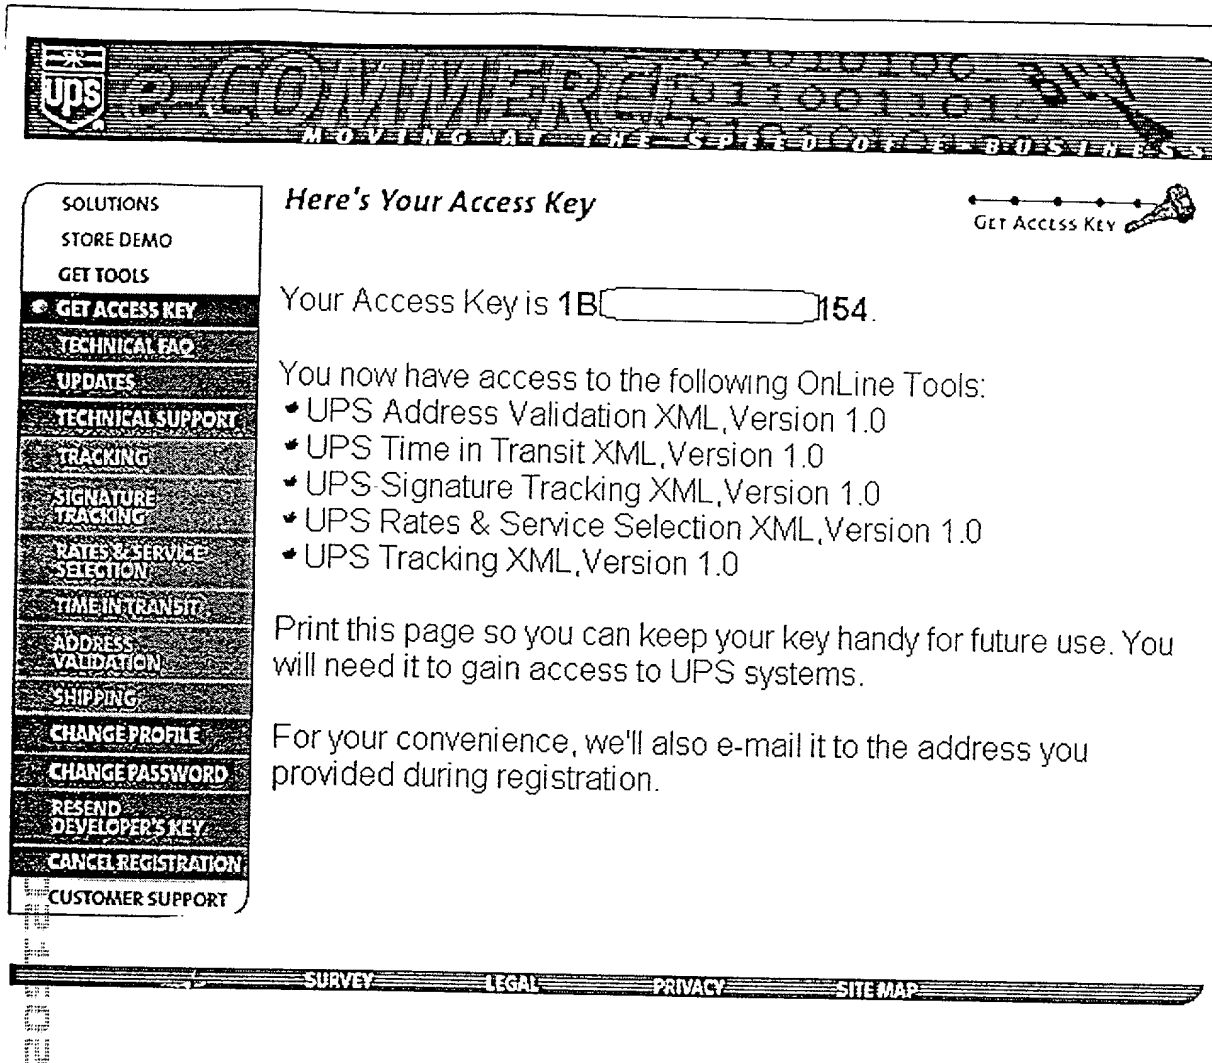 ups
e-COMMERCE
01010100
0110011010
01010101
MOVING AT THE SPEED OF E-BUSINESS
SOLUTIONS
STORE DEMO
GET TOOLS
GET ACCESS KEY
TECHNICAL FAQ
UPDATES
TECHNICAL SUPPORT
TRACKING
SIGNATURE
TRACKING
RATES & SERVICE
SELECTION
TIME IN TRANSIT
ADDRESS
VALIDATION
SHIPPING
CHANGE PROFILE
CHANGE PASSWORD
RESEND
DEVELOPER'S KEY
CANCEL REGISTRATION
CUSTOMER SUPPORT
Here's Your Access Key
GET ACCESS KEY
Your Access Key is 1B 154.
You now have access to the following OnLine Tools:
UPS Address Validation XML,Version 1.0
UPS Time in Transit XML,Version 1.0
UPS Signature Tracking XML,Version 1.0
UPS Rates & Service Selection XML,Version 1.0
UPS Tracking XML,Version 1.0
Print this page so you can keep your key handy for future use. You
will need it to gain access to UPS systems.
For your convenience, we'll also e-mail it to the address you
provided during registration.
SURVEY LEGAL PRIVACY SITE MAP